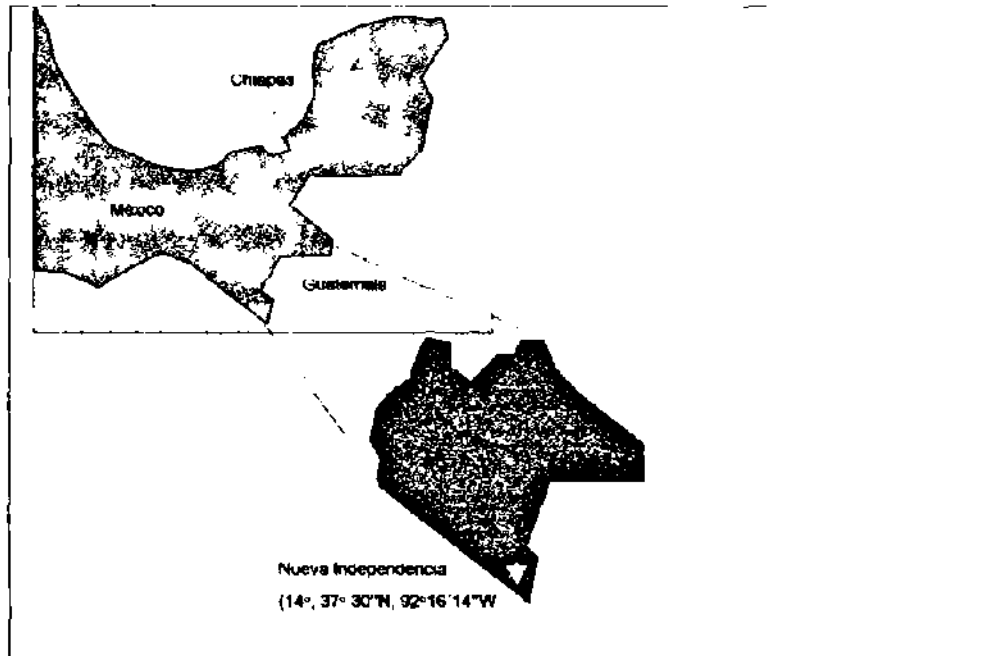 Chiapas
México
Guatemala
Nueva Independencia
(14°, 37° 30"N, 92°16´14"W